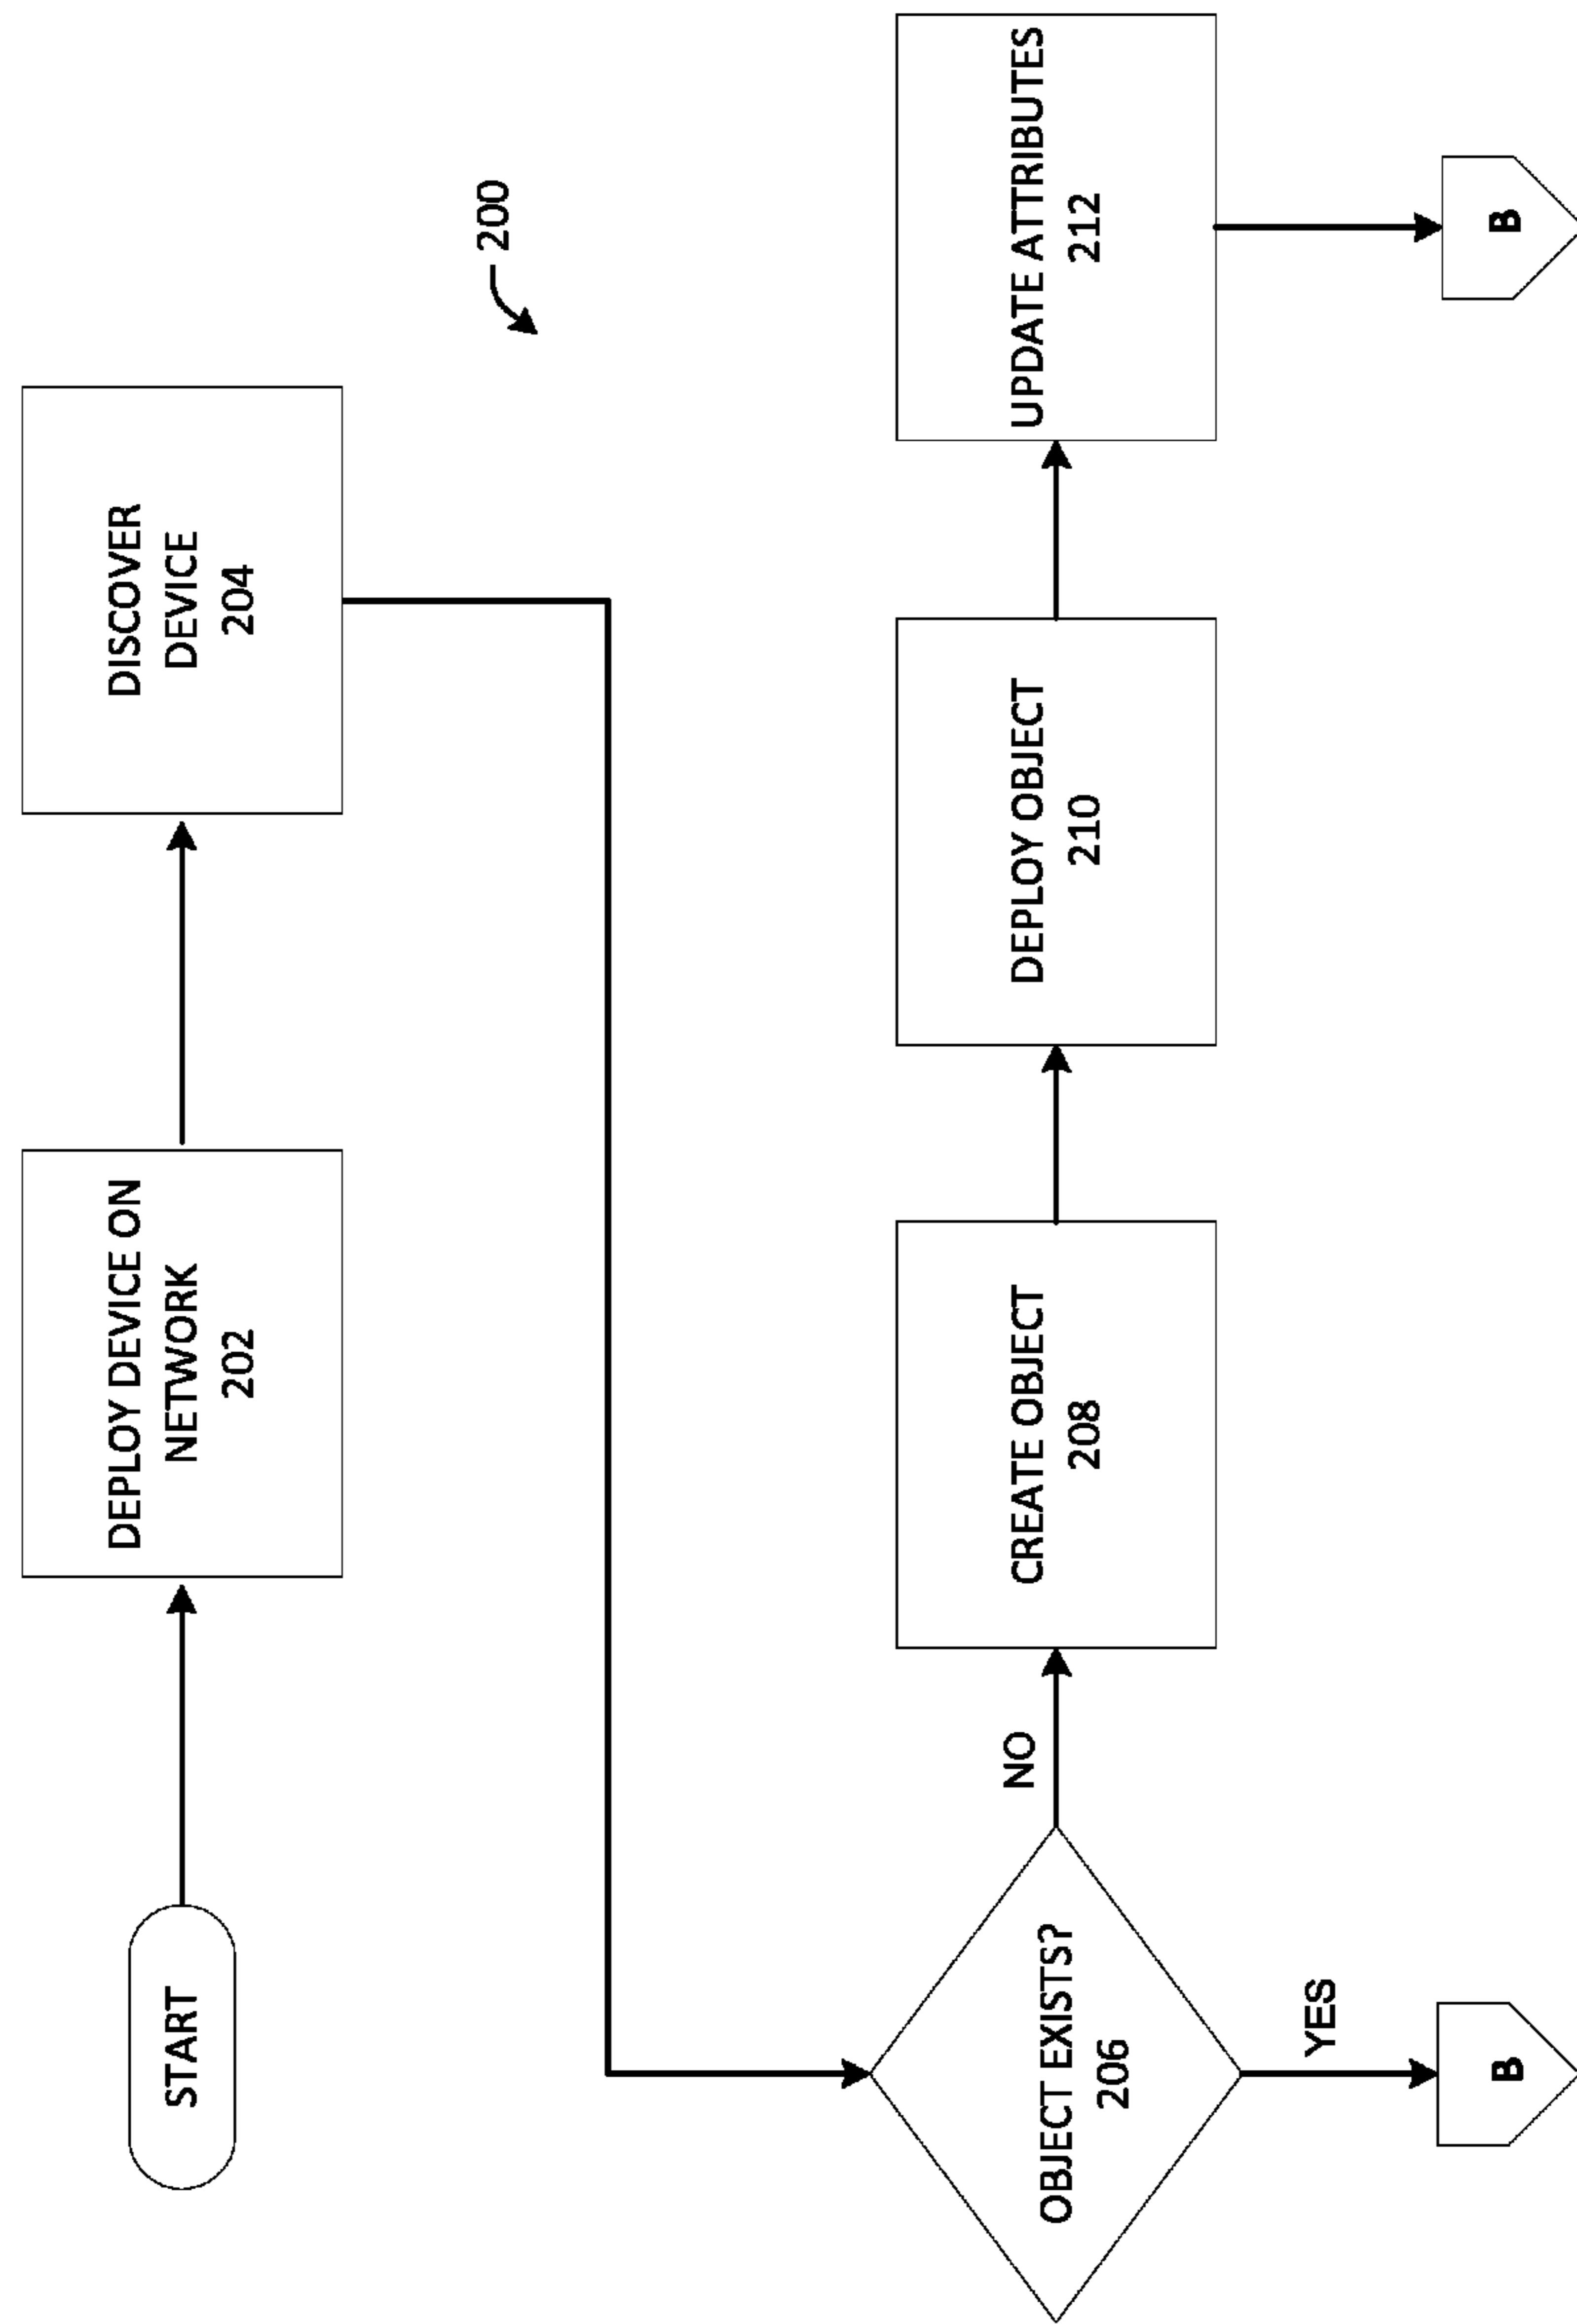 START
DEPLOY DEVICE ON
NETWORK
202
DISCOVER
DEVICE
204
200
OBJECT EXISTS?
206
NO
CREATE OBJECT
208
DEPLOY OBJECT
210
UPDATE ATTRIBUTES
212
YES
B
B